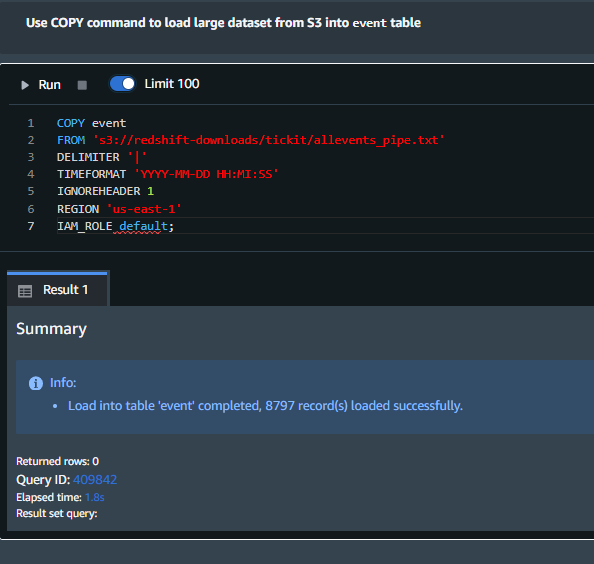 Use COPY command to load large dataset from S3 into event table
Run Limit 100
1 COPY event
2 FROM 's3://redshift-downloads/tickit/allevents_pipe.txt'
3 DELIMITER '|'
4 TIMEFORMAT 'YYYY-MM-DD HH:MI:SS'
5 IGNOREHEADER 1
6 REGION 'us-east-1'
7 IAM_ROLE default;
Result 1
Summary
Info:
• Load into table 'event' completed, 8797 record(s) loaded successfully.
Returned rows: 0
Query ID: 409842
Elapsed time: 1.8s
Result set query: